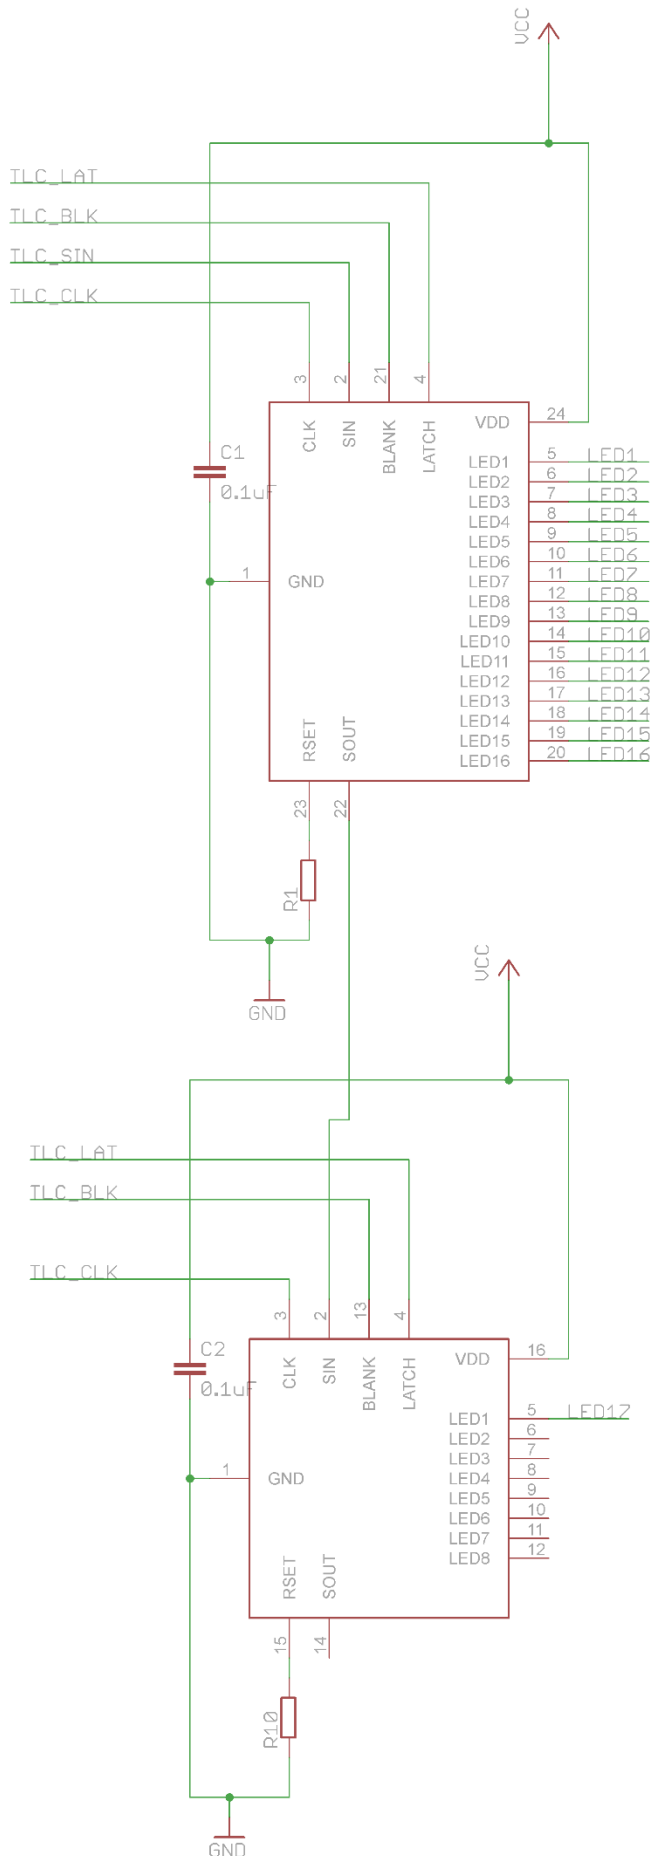 VCC
TLC_LAT
TLC_BLK
TLC_SIN
TLC_CLK
3
2
21
4
CLK
SIN
BLANK
LATCH
VDD
24
C1
0.1uF
LED1 5 LED1
LED2 6 LED2
LED3 7 LED3
LED4 8 LED4
LED5 9 LED5
LED6 10 LED6
LED7 11 LED7
LED8 12 LED8
LED9 13 LED9
LED10 14 LED10
LED11 15 LED11
LED12 16 LED12
LED13 17 LED13
LED14 18 LED14
LED15 19 LED15
LED16 20 LED16
1 GND
RSET
SOUT
23
22
R1
GND
VCC
TLC_LAT
TLC_BLK
TLC_CLK
3
2
13
4
CLK
SIN
BLANK
LATCH
VDD
16
C2
0.1uF
LED1 5 LED17
LED2 6
LED3 7
LED4 8
LED5 9
LED6 10
LED7 11
LED8 12
1 GND
RSET
SOUT
15
14
R10
GND